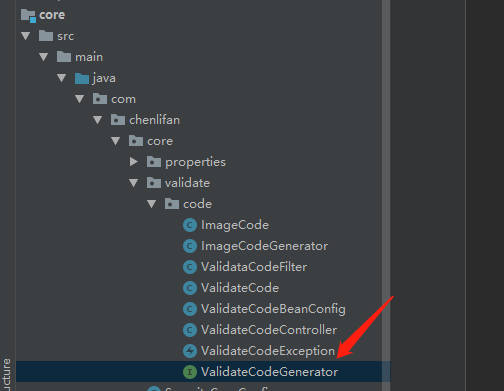 core
src
main
java
com
chenlifan
core
properties
validate
code
C ImageCode
C ImageCodeGenerator
C ValidataCodeFilter
C ValidateCode
C ValidateCodeBeanConfig
C ValidateCodeController
ValidateCodeException
I ValidateCodeGenerator
ucture